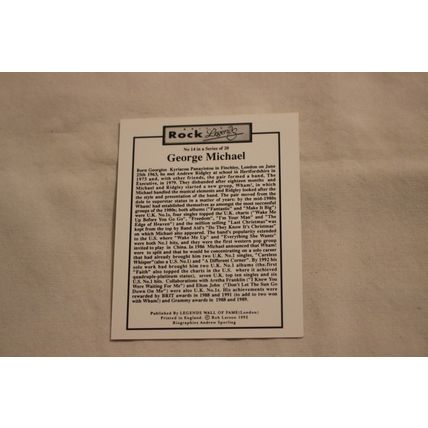 Rock Legends
No 14 in a Series of 20
George Michael
Born Georgios Kyriacos Panayiotou in Finchley, London on June
25th 1963, he met Andrew Ridgley at school in Hertfordshire in
1975 and, with other friends, the pair formed a band, The
Executive, in 1979. They disbanded after eighteen months and
Michael and Ridgley started a new group, 'Wham!', in which
Michael handled the musical elements and Ridgley looked after
the style and presentation of the band. The pair moved from the
dole to superstar status in a matter of years: by the mid-1980s
Wham! had established themselves as amongst the most successful
groups of the 1980s; both albums ("Fantastic" and "Make it Big")
were U.K. No.1s, four singles topped the U.K. charts ("Wake Me
Up Before You Go Go", "Freedom", "I'm Your Man" and "The
Edge of Heaven") and the million selling "Last Christmas" was
kept from the top by Band Aid's "Do They Know It's Christmas"
on which Michael also appeared. The band's popularity extended
to the U.S. where "Wake Me Up" and "Everything She Wants"
were both No.1 hits, and they were the first western pop group
invited to play in China. In 1986 Michael announced that Wham!
were to split and that he would be concentrating on a solo career
that had already brought him two U.K. No.1 singles, "Careless
Whisper"(also a U.S. No.1) and "A Different Corner". By 1992 his
solo work had brought him two U.K. No.1 albums (the first
"Faith" also topped the charts in the U.S. where it achieved
quadruple-platinum status), seven U.K. top ten singles and six
U.S. No.1 hits. Collaborations with Aretha Franklin ("I Knew You
Were Waiting For Me") and Elton John ("Don't Let The Sun Go
Down On Me") were also U.K. No.1s. His achievements were
rewarded by BRIT awards in 1988 and 1991 (to add to two won
with Wham!) and Grammy awards in 1988 and 1989.
Published By LEGENDS WALL OF FAME(London)
Printed in England. © Rob Larson 1992
Biographies Andrew Sparling